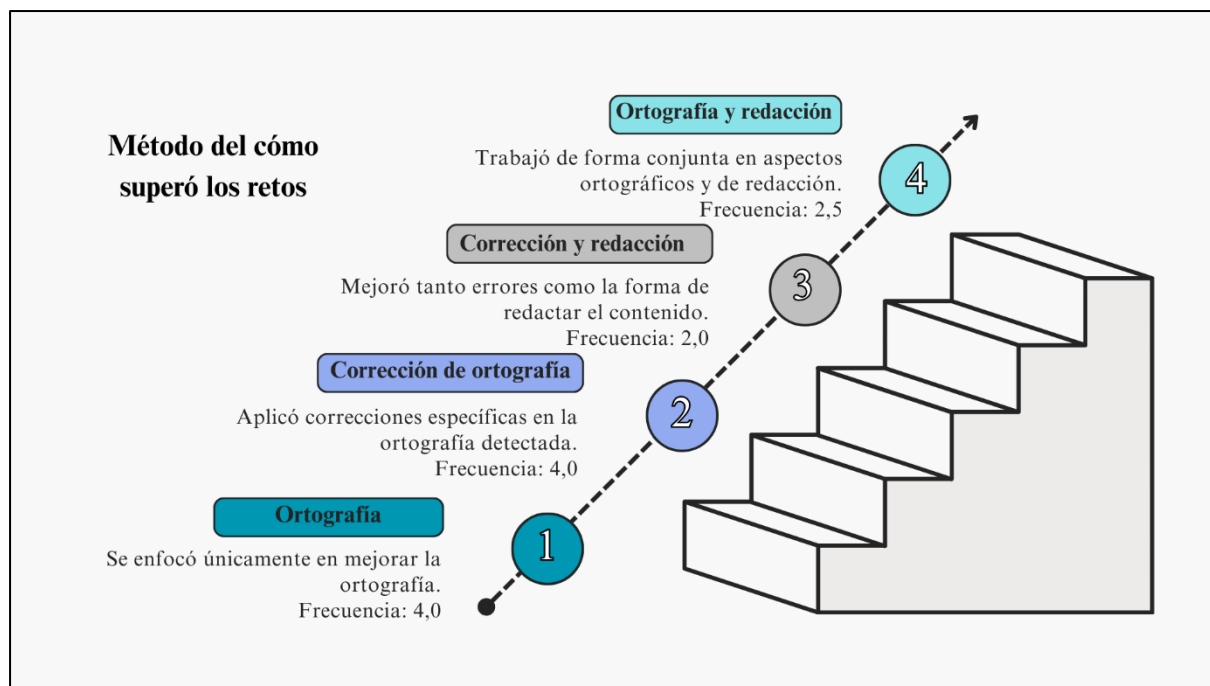 Método del cómo
superó los retos
Ortografía y redacción
Trabajó de forma conjunta en aspectos
ortográficos y de redacción.
Frecuencia: 2,5
4
Corrección y redacción
Mejoró tanto errores como la forma de
redactar el contenido.
Frecuencia: 2,0
3
Corrección de ortografía
Aplicó correcciones específicas en la
ortografía detectada.
Frecuencia: 4,0
2
Ortografía
Se enfocó únicamente en mejorar la
ortografía.
Frecuencia: 4,0
1